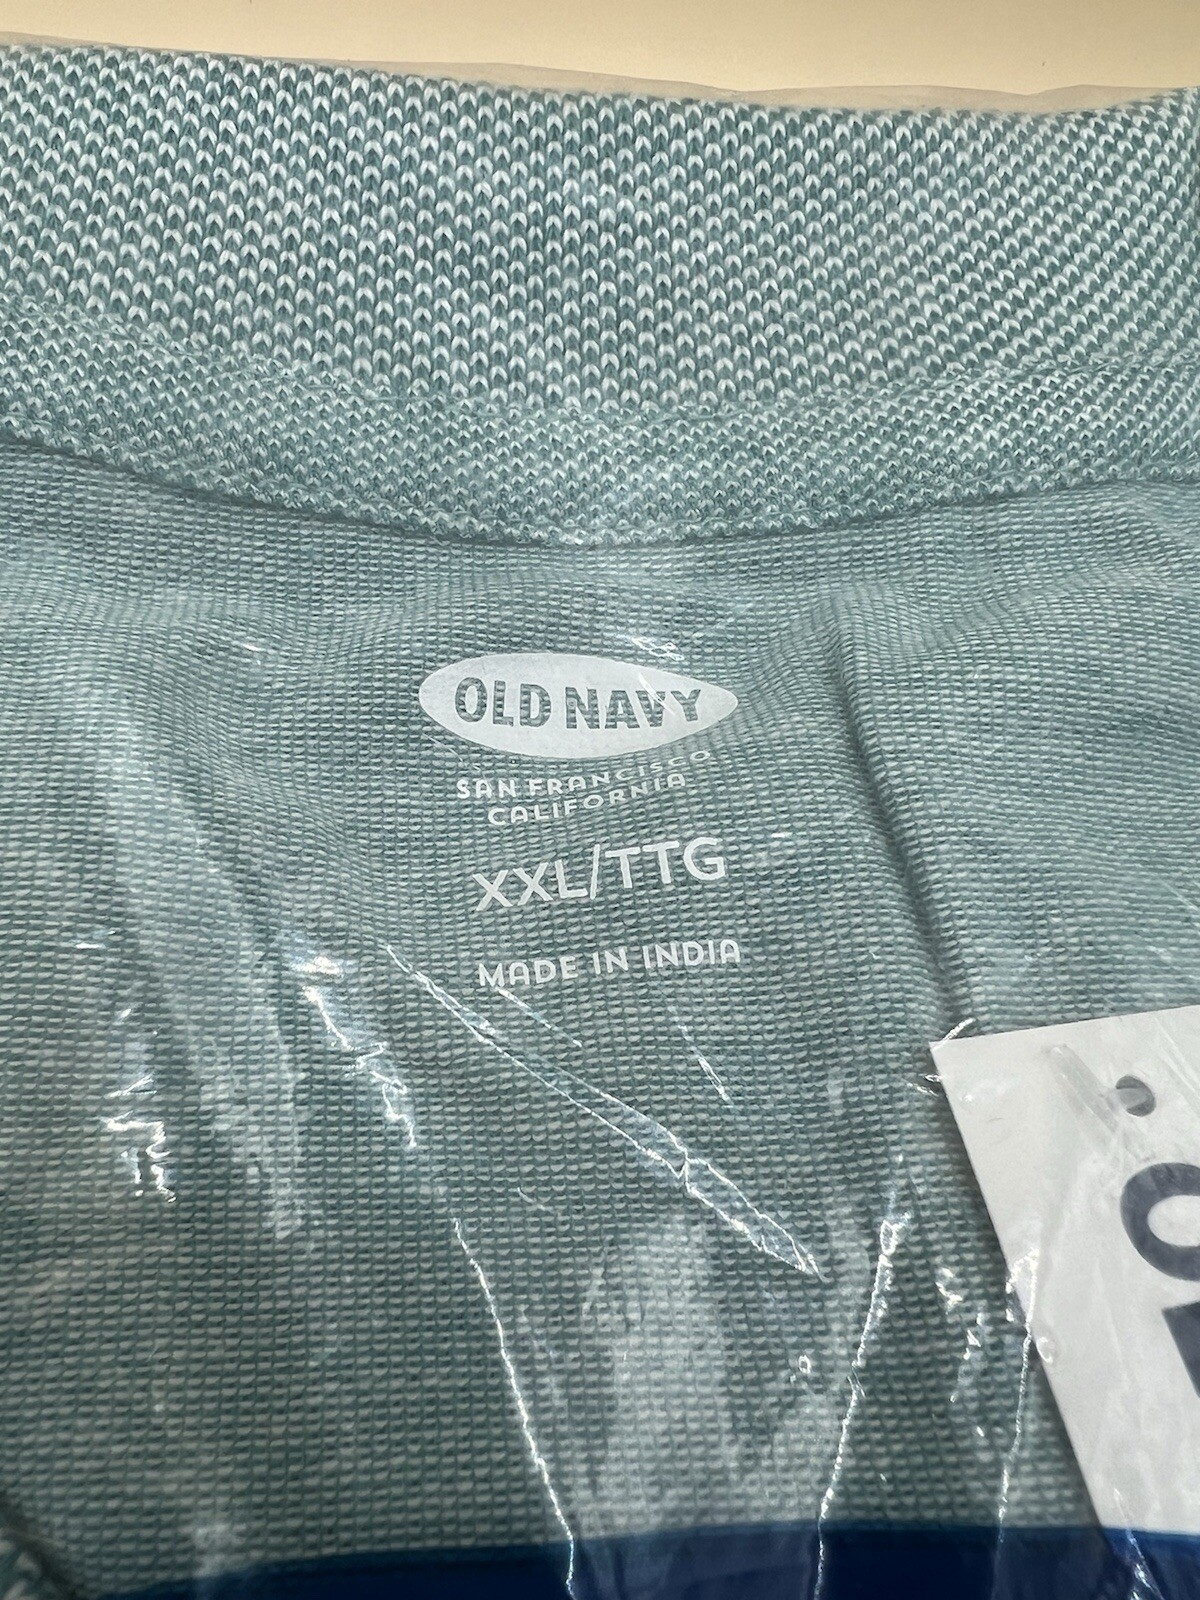 OLD NAVY
SAN FRANCISCO
CALIFORNIA
XXL/TTG
MADE IN INDIA